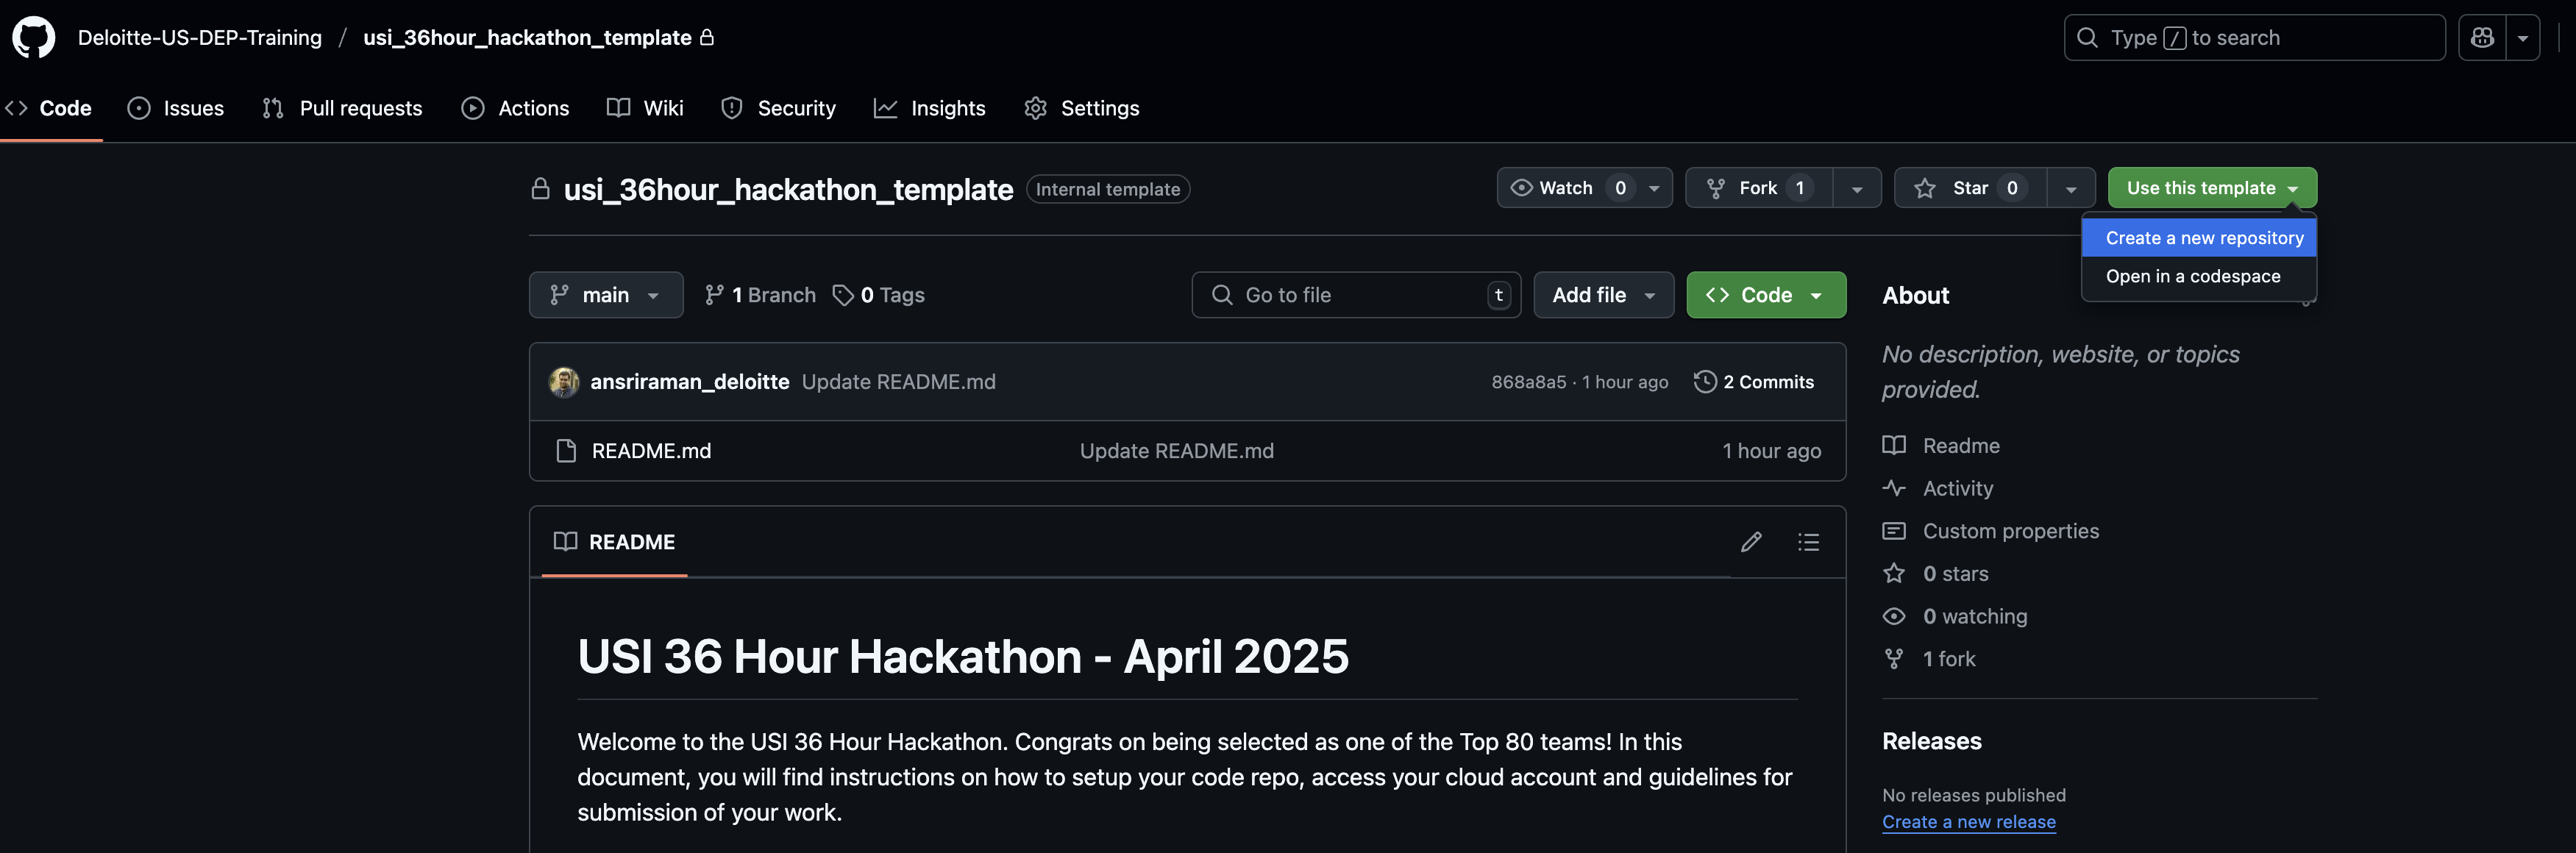 Deloitte-US-DEP-Training / usi_36hour_hackathon_template
Type / to search
Code Issues Pull requests Actions Wiki Security Insights Settings
usi_36hour_hackathon_template Internal template
Watch 0 Fork 1 Star 0 Use this template
Create a new repository
Open in a codespace
main 1 Branch 0 Tags Go to file t Add file Code
ansriraman_deloitte Update README.md 868a8a5 · 1 hour ago 2 Commits
README.md Update README.md 1 hour ago
README
USI 36 Hour Hackathon - April 2025
Welcome to the USI 36 Hour Hackathon. Congrats on being selected as one of the Top 80 teams! In this
document, you will find instructions on how to setup your code repo, access your cloud account and guidelines for
submission of your work.
About
No description, website, or topics
provided.
Readme
Activity
Custom properties
0 stars
0 watching
1 fork
Releases
No releases published
Create a new release